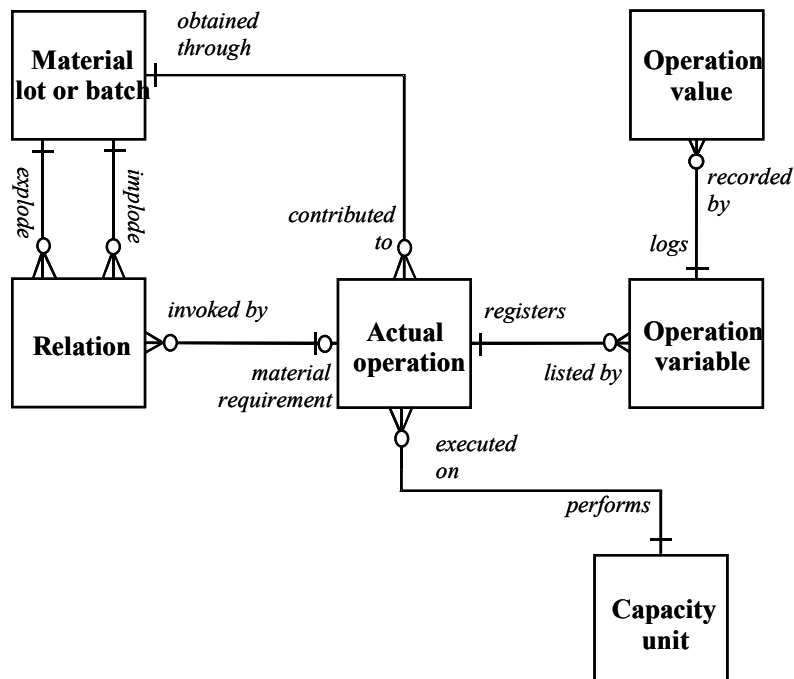 obtained
through
Material
lot or batch
Operation
value
explode
implode
recorded
by
contributed
to
logs
invoked by
registers
Relation
Actual
operation
Operation
variable
material
requirement
listed by
executed
on
performs
Capacity
unit